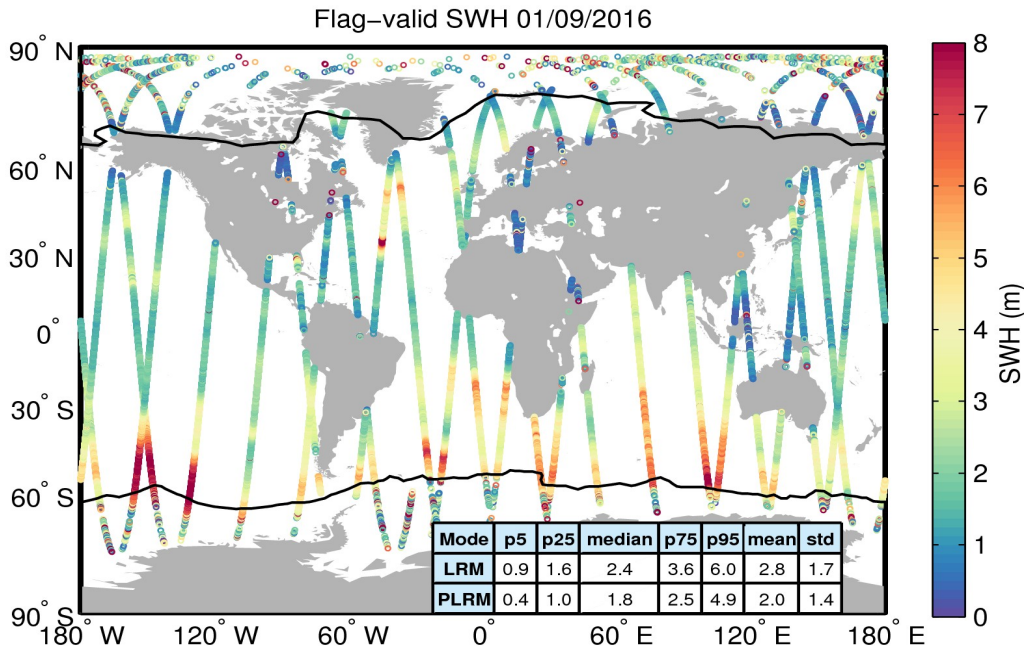 Flag−valid SWH 01/09/2016
90° N
60° N
30° N
0°
30° S
60° S
90° S
180° W
120° W
60° W
0°
60° E
120° E
180° E
Mode p5 p25 median p75 p95 mean std
LRM 0.9 1.6 2.4 3.6 6.0 2.8 1.7
PLRM 0.4 1.0 1.8 2.5 4.9 2.0 1.4
8
7
6
5
4
3
2
1
0
SWH (m)